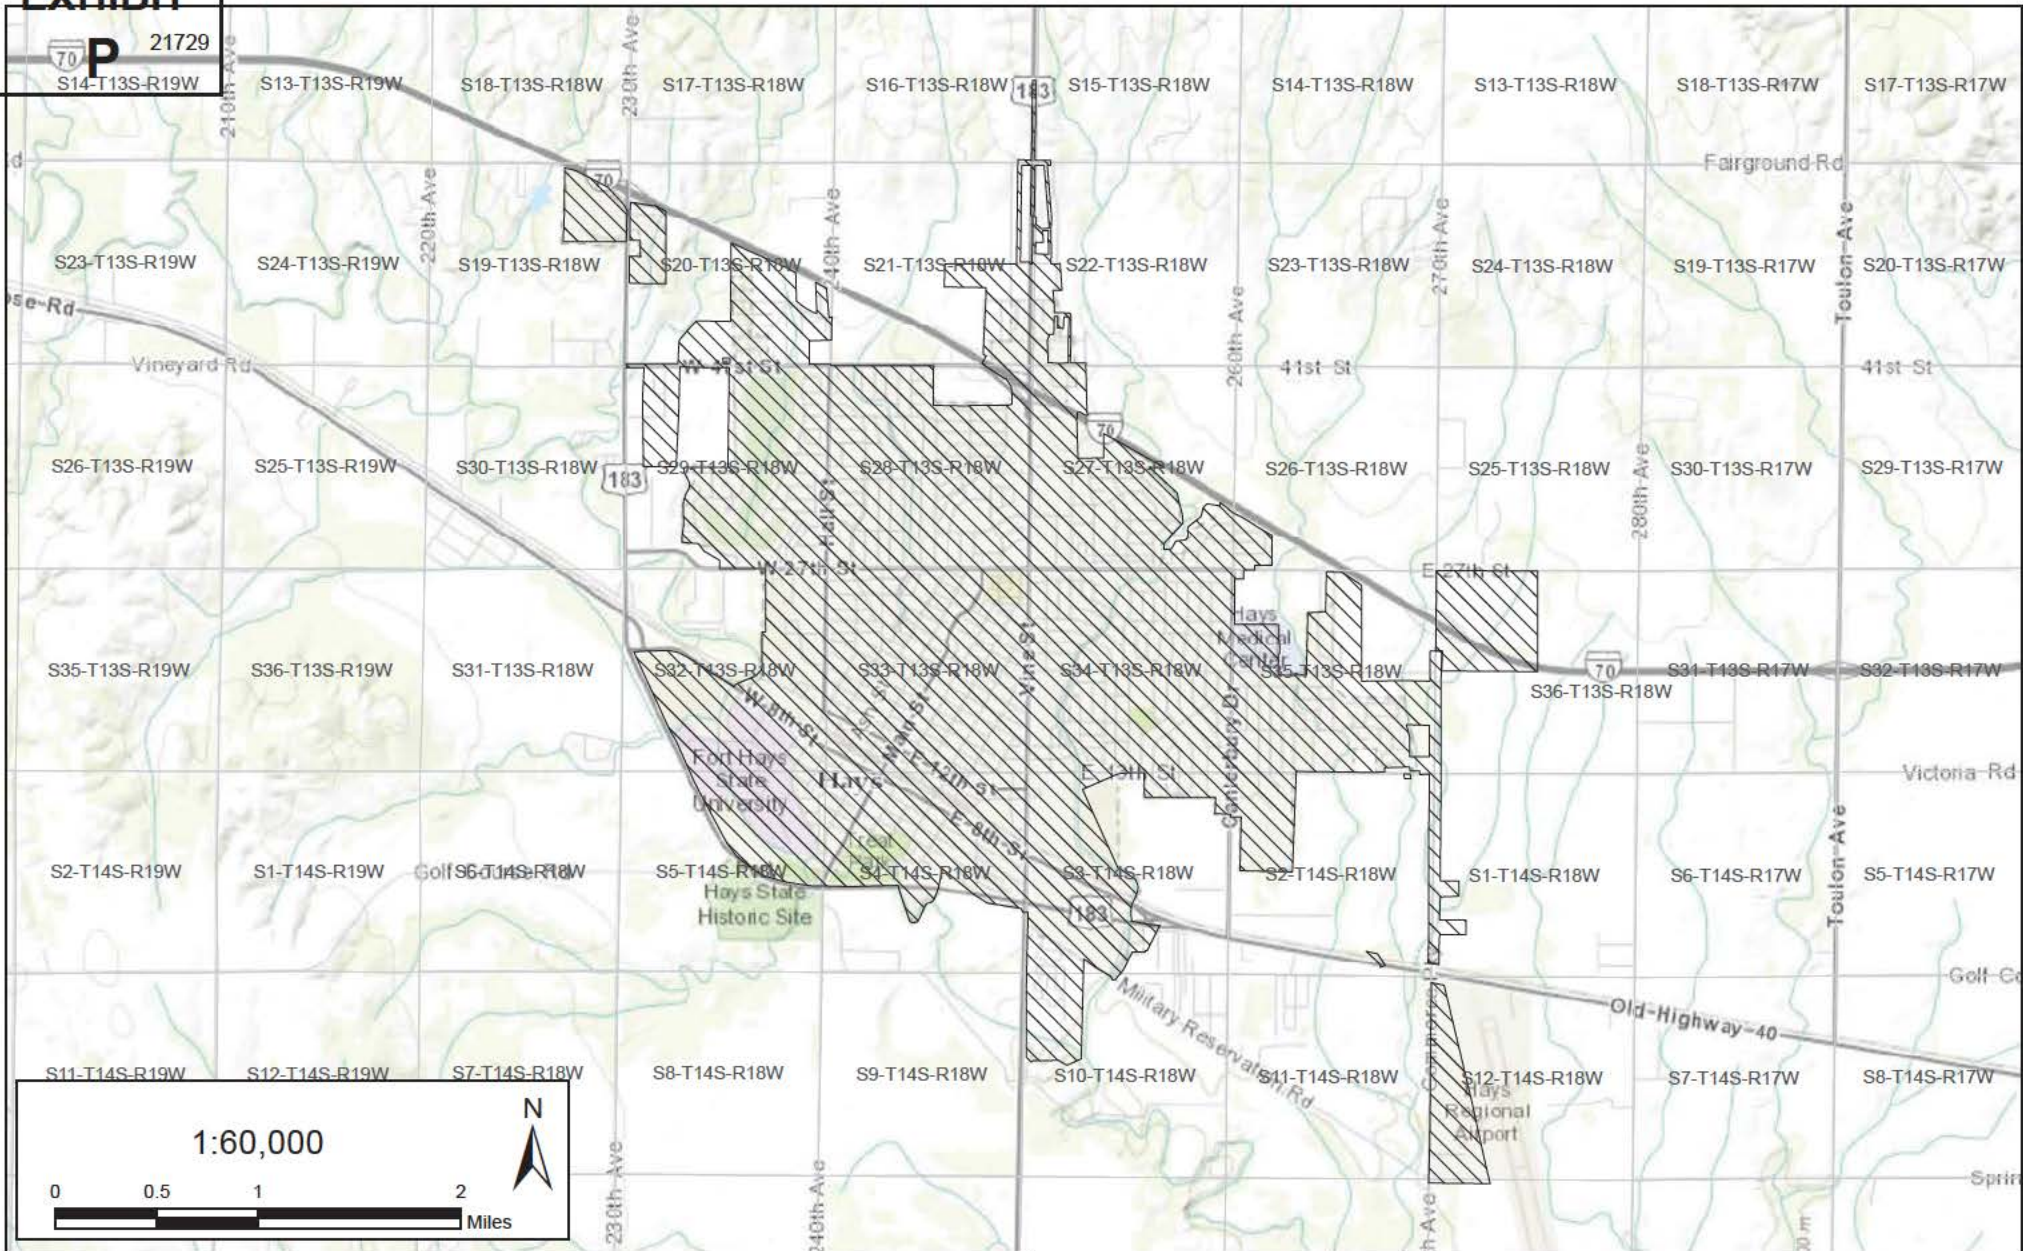 EXHIBIT
P 21729
70
S14-T13S-R19W S13-T13S-R19W S18-T13S-R18W S17-T13S-R18W S16-T13S-R18W 183 S15-T13S-R18W S14-T13S-R18W S13-T13S-R18W S18-T13S-R17W S17-T13S-R17W
210th Ave
230th Ave
Fairground Rd
70
220th Ave
240th Ave
270th Ave
Toulon Ave
S23-T13S-R19W S24-T13S-R19W S19-T13S-R18W S20-T13S-R18W S21-T13S-R18W S22-T13S-R18W S23-T13S-R18W S24-T13S-R18W S19-T13S-R17W S20-T13S-R17W
260th Ave
Vineyard Rd W 41st St 41st St 41st St
70
S26-T13S-R19W S25-T13S-R19W S30-T13S-R18W S29-T13S-R18W S28-T13S-R18W S27-T13S-R18W S26-T13S-R18W S25-T13S-R18W S30-T13S-R17W S29-T13S-R17W
183
Hall St
280th Ave
W 27th St E 27th St
Hays
Medical
Center
S35-T13S-R19W S36-T13S-R19W S31-T13S-R18W S32-T13S-R18W S33-T13S-R18W S34-T13S-R18W S35-T13S-R18W 70 S31-T13S-R17W S32-T13S-R17W
S36-T13S-R18W
Vine St
W 8th St
Ash St
Main St
Canterbury Dr
Fort Hays
State
University
Hays
E 12th St
E 13th St
Victoria Rd
E 8th St
Toulon Ave
S2-T14S-R19W S1-T14S-R19W Golf Course Rd S6-T14S-R18W S5-T14S-R18W S4-T14S-R18W S3-T14S-R18W S2-T14S-R18W S1-T14S-R18W S6-T14S-R17W S5-T14S-R17W
Hays State
Historic Site
183
Military Reservation Rd
Old Highway 40
S11-T14S-R19W S12-T14S-R19W S7-T14S-R18W S8-T14S-R18W S9-T14S-R18W S10-T14S-R18W S11-T14S-R18W S12-T14S-R18W S7-T14S-R17W S8-T14S-R17W
Hays
Regional
Airport
230th Ave
240th Ave
1:60,000
N
0 0.5 1 2
Miles